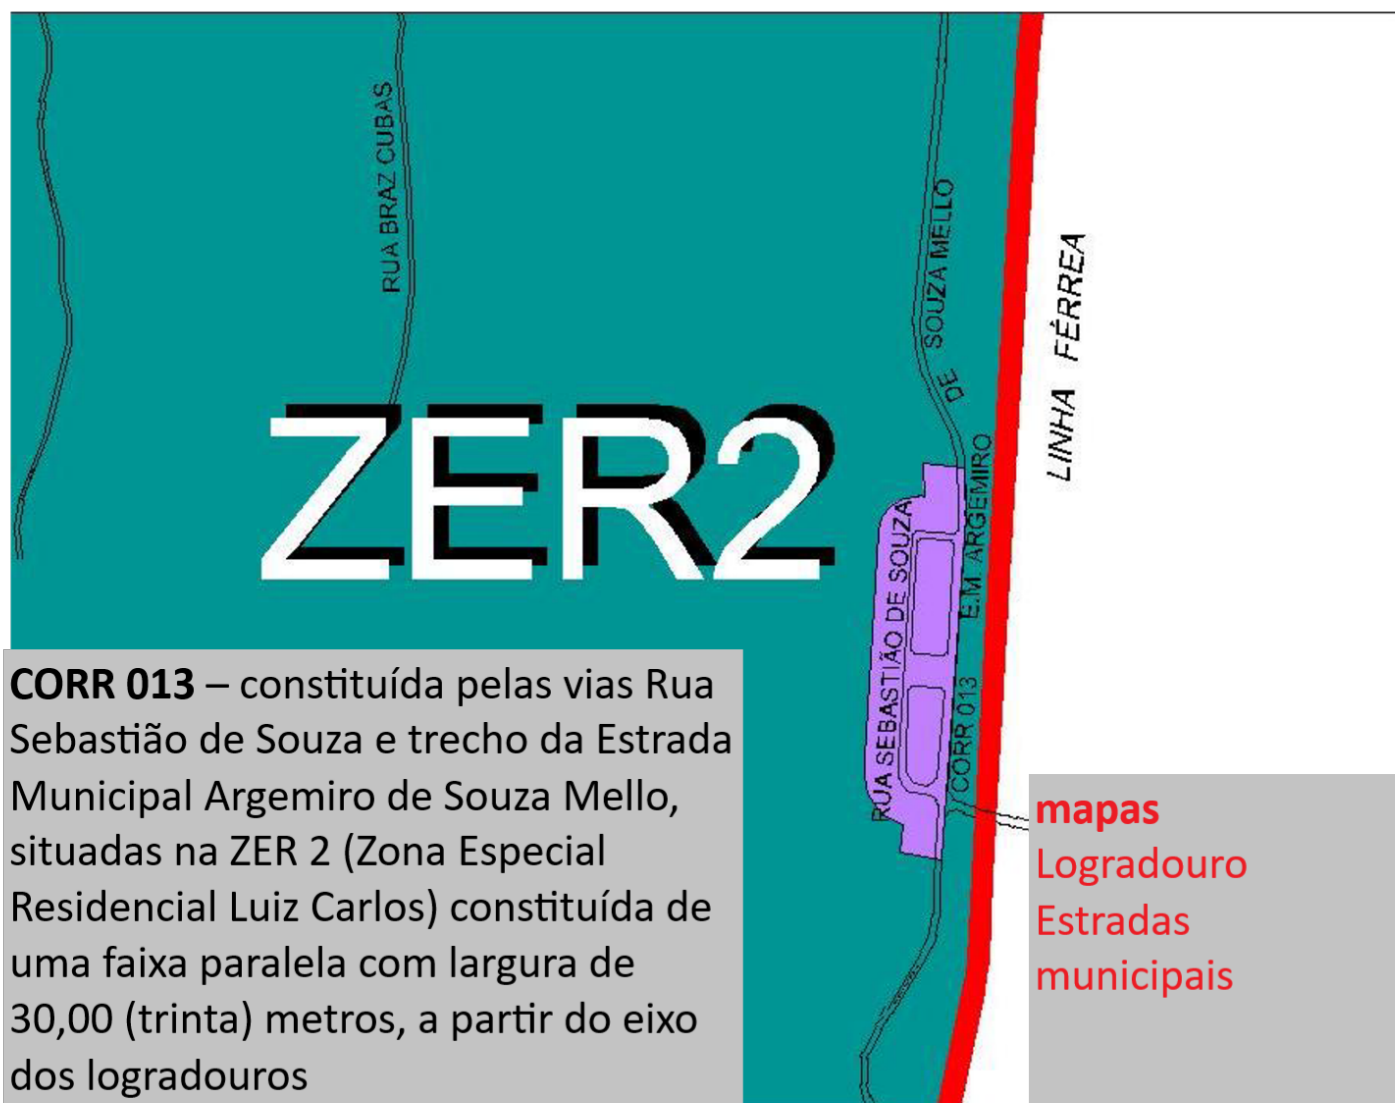 RUA BRAZ CUBAS
SOUZA MELLO
DE
LINHA FÉRREA
ZER2
E.M. ARGEMIRO
RUA SEBASTIÃO DE SOUZA
CORR 013
CORR 013 – constituída pelas vias Rua
Sebastião de Souza e trecho da Estrada
Municipal Argemiro de Souza Mello,
situadas na ZER 2 (Zona Especial
Residencial Luiz Carlos) constituída de
uma faixa paralela com largura de
30,00 (trinta) metros, a partir do eixo
dos logradouros
mapas
Logradouro
Estradas
municipais